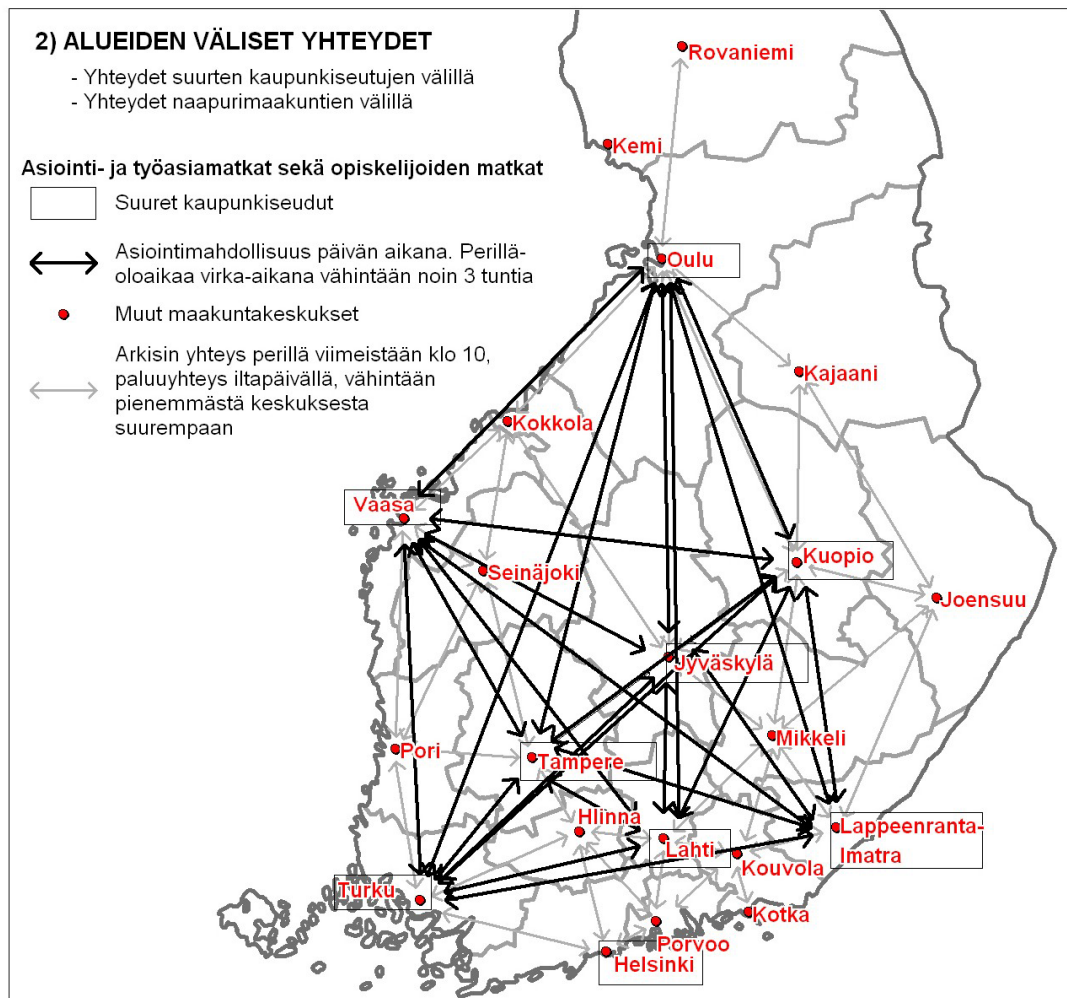 2) ALUEIDEN VÄLISET YHTEYDET
- Yhteydet suurten kaupunkiseutujen välillä
- Yhteydet naapurimaakuntien välillä
Asiointi- ja työasiamatkat sekä opiskelijoiden matkat
Suuret kaupunkiseudut
Asiointimahdollisuus päivän aikana. Perillä-
oloaikaa virka-aikana vähintään noin 3 tuntia
Muut maakuntakeskukset
Arkisin yhteys perillä viimeistään klo 10,
paluuyhteys iltapäivällä, vähintään
pienemmästä keskuksesta
suurempaan
Rovaniemi
Kemi
Oulu
Kajaani
Kokkola
Vaasa
Kuopio
Seinäjoki
Joensuu
Jyväskylä
Mikkeli
Pori
Tampere
Hlinna
Lahti
Lappeenranta-
Imatra
Kouvola
Turku
Kotka
Porvoo
Helsinki